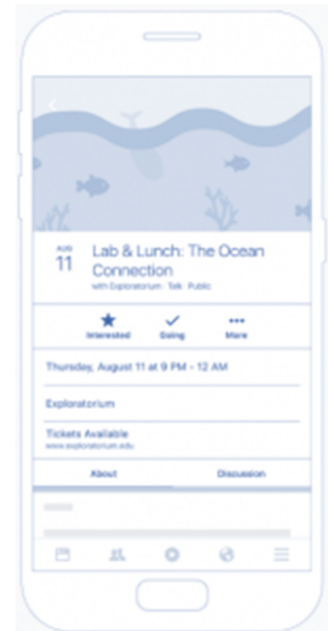 AUG
11
Lab & Lunch: The Ocean
Connection
with Exploratorium · Talk · Public
Interested
Going
More
Thursday, August 11 at 9 PM - 12 AM
Exploratorium
Tickets Available
www.exploratorium.edu
About
Discussion